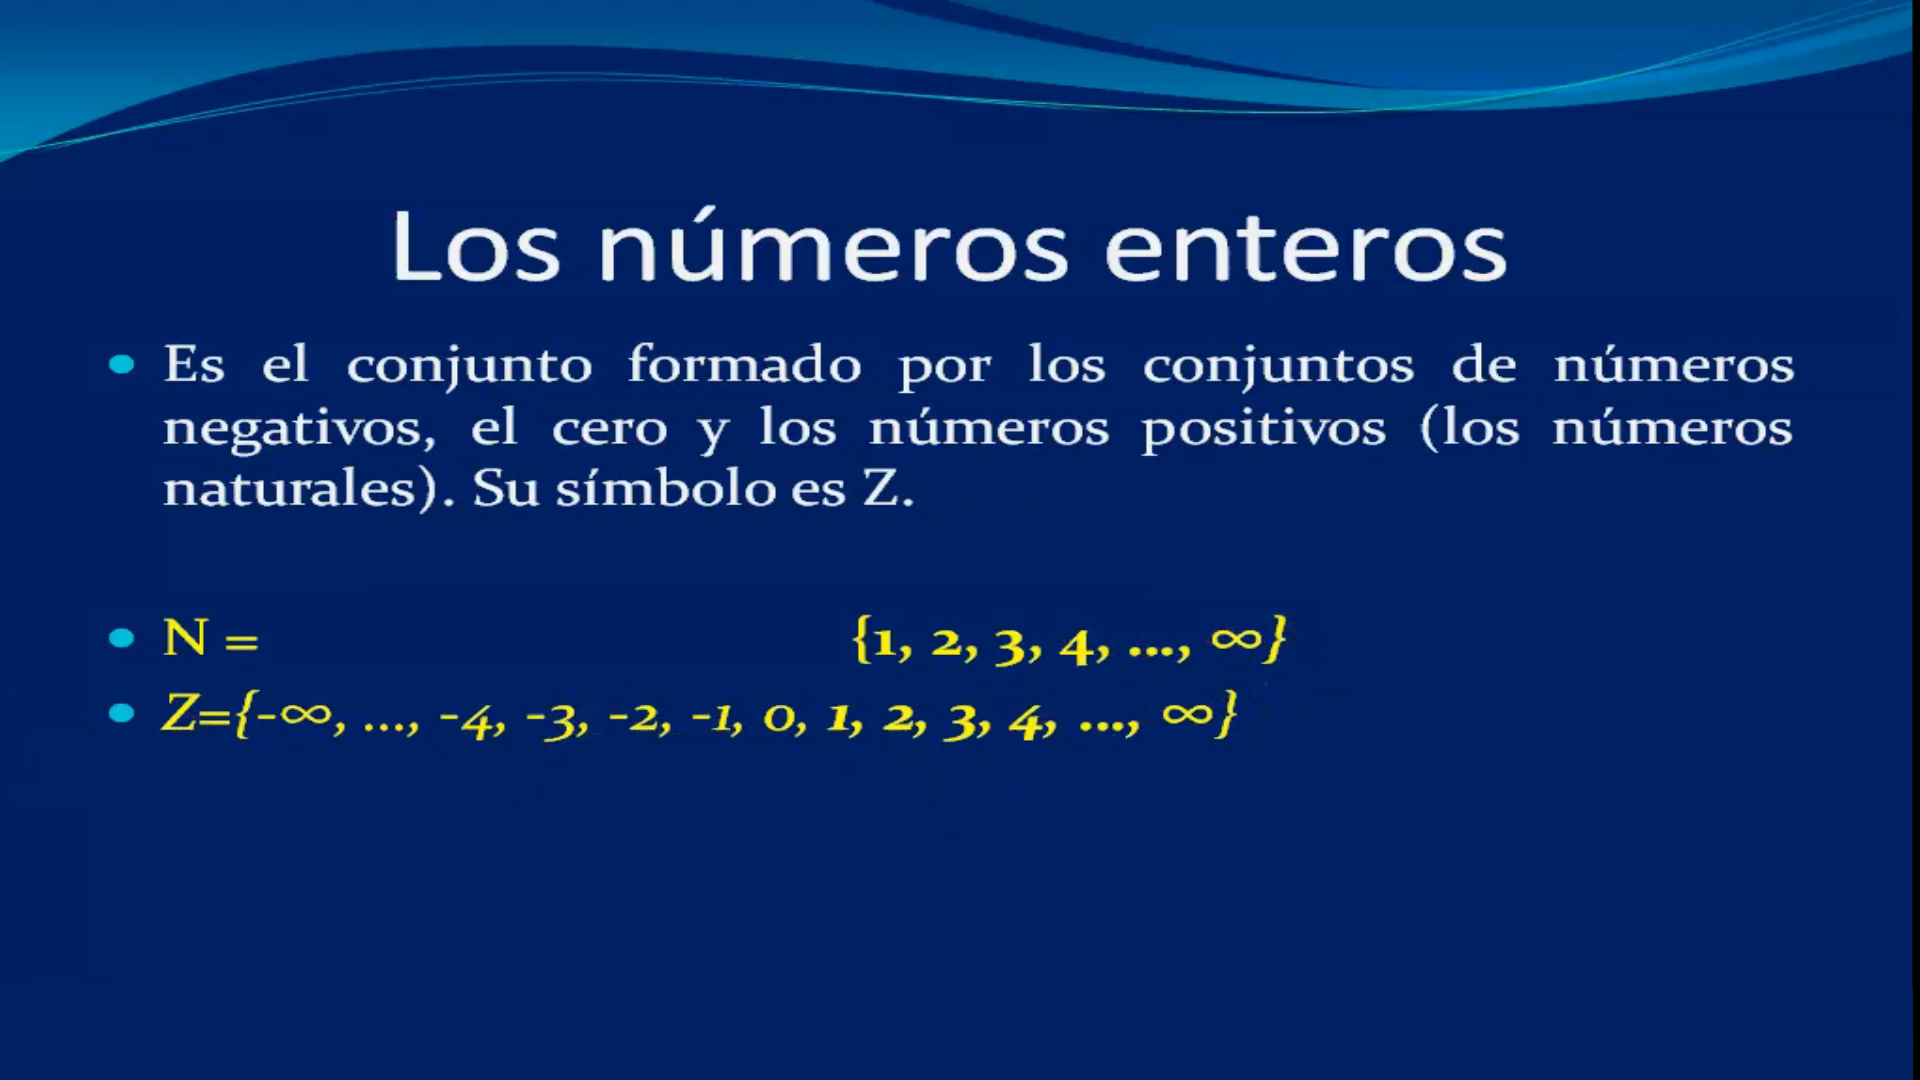 Los números enteros
Es el conjunto formado por los conjuntos de números
negativos, el cero y los números positivos (los números
naturales). Su símbolo es Z.
N = {1, 2, 3, 4, ..., ∞}
Z={-∞, ..., -4, -3, -2, -1, 0, 1, 2, 3, 4, ..., ∞}